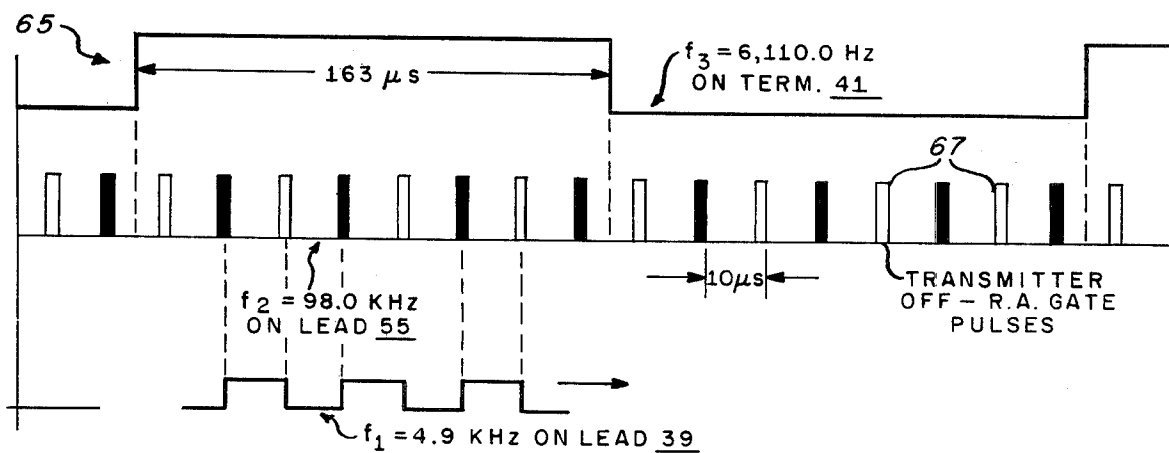 65
163 μs
f3 = 6,110.0 Hz
ON TERM. 41
67
10μs
f2 = 98.0 KHz
ON LEAD 55
TRANSMITTER
OFF – R.A. GATE
PULSES
f1 = 4.9 KHz ON LEAD 39